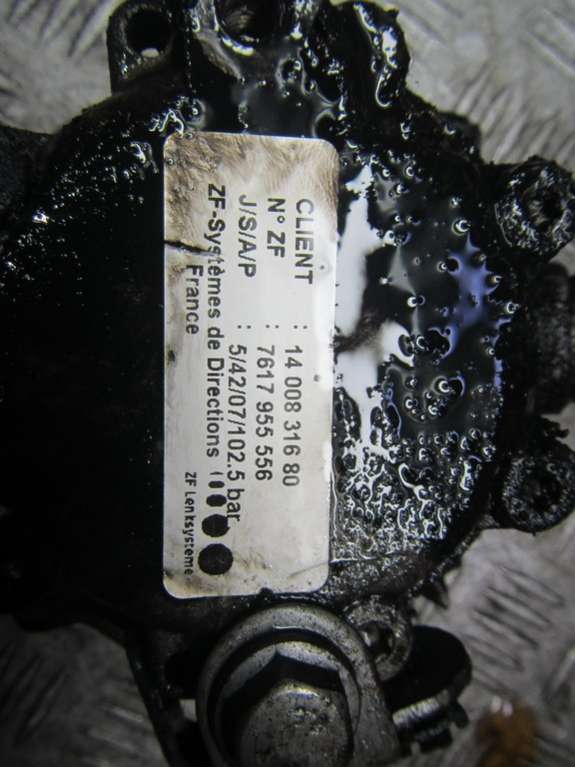 CLIENT : 14 008 316 80
N° ZF : 7617 955 556
J/S/A/P : 5/42/07/102.5 bar
ZF-Systèmes de Directions
France
ZF Lenksysteme